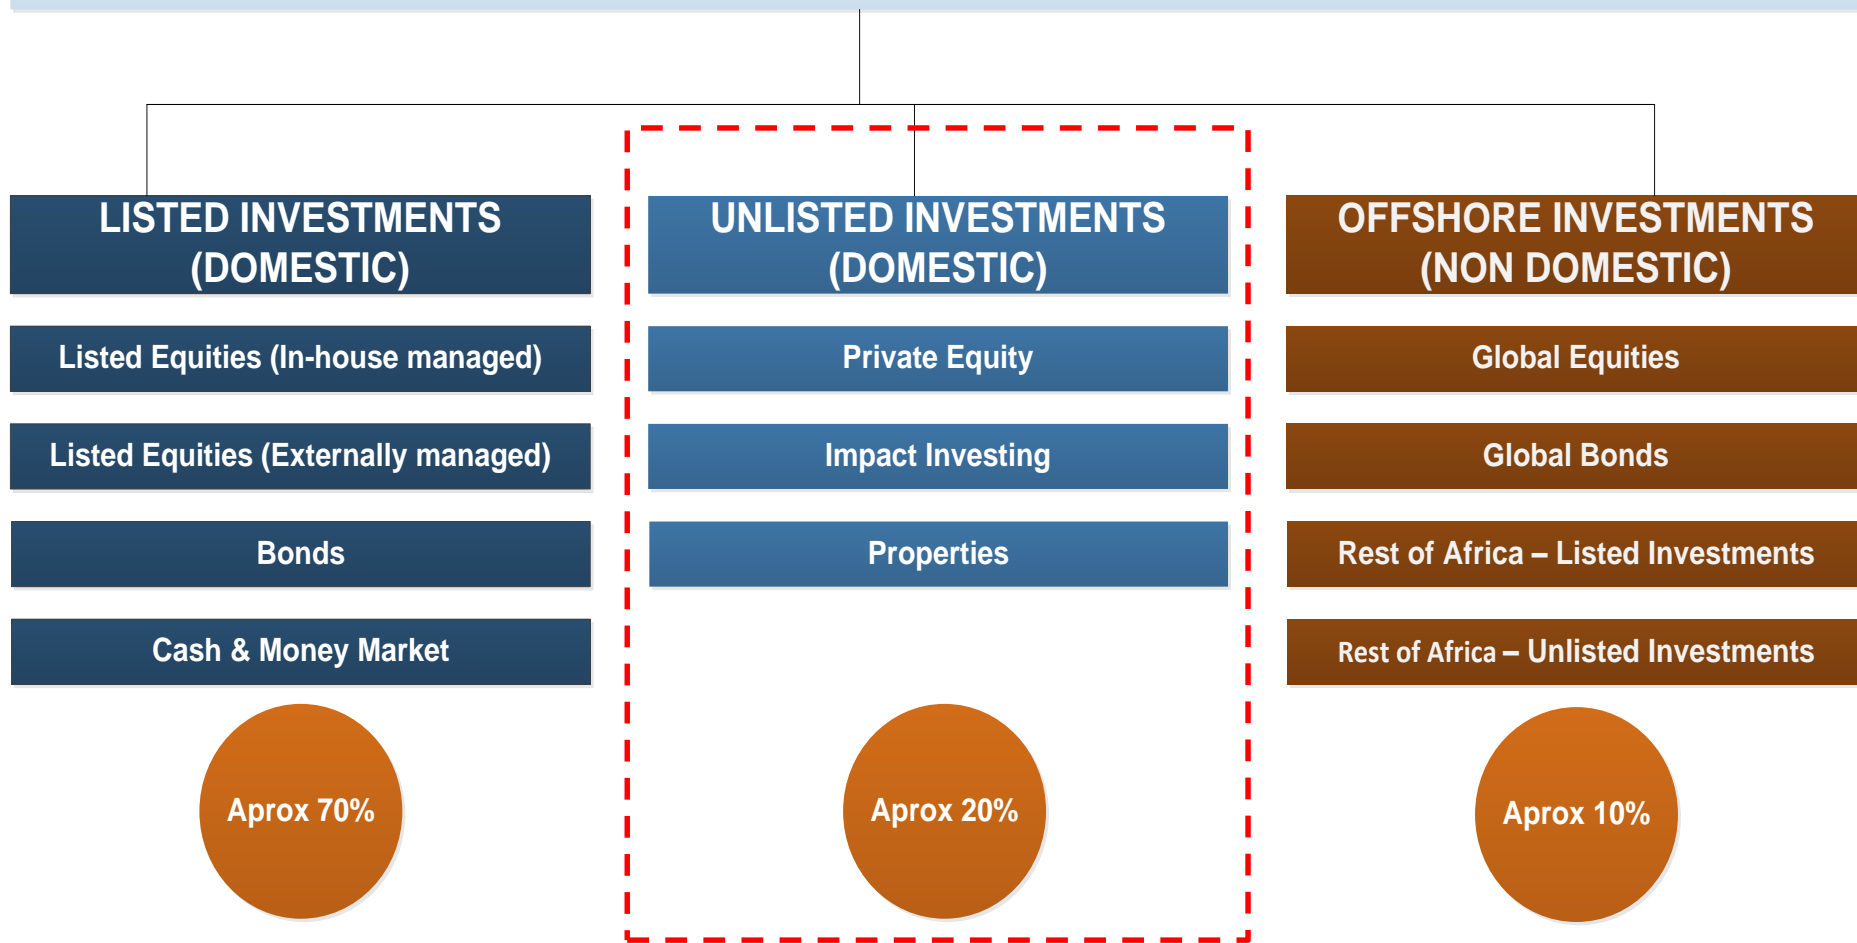 LISTED INVESTMENTS
(DOMESTIC)
Listed Equities (In-house managed)
Listed Equities (Externally managed)
Bonds
Cash & Money Market
Aprox 70%
UNLISTED INVESTMENTS
(DOMESTIC)
Private Equity
Impact Investing
Properties
Aprox 20%
OFFSHORE INVESTMENTS
(NON DOMESTIC)
Global Equities
Global Bonds
Rest of Africa – Listed Investments
Rest of Africa – Unlisted Investments
Aprox 10%